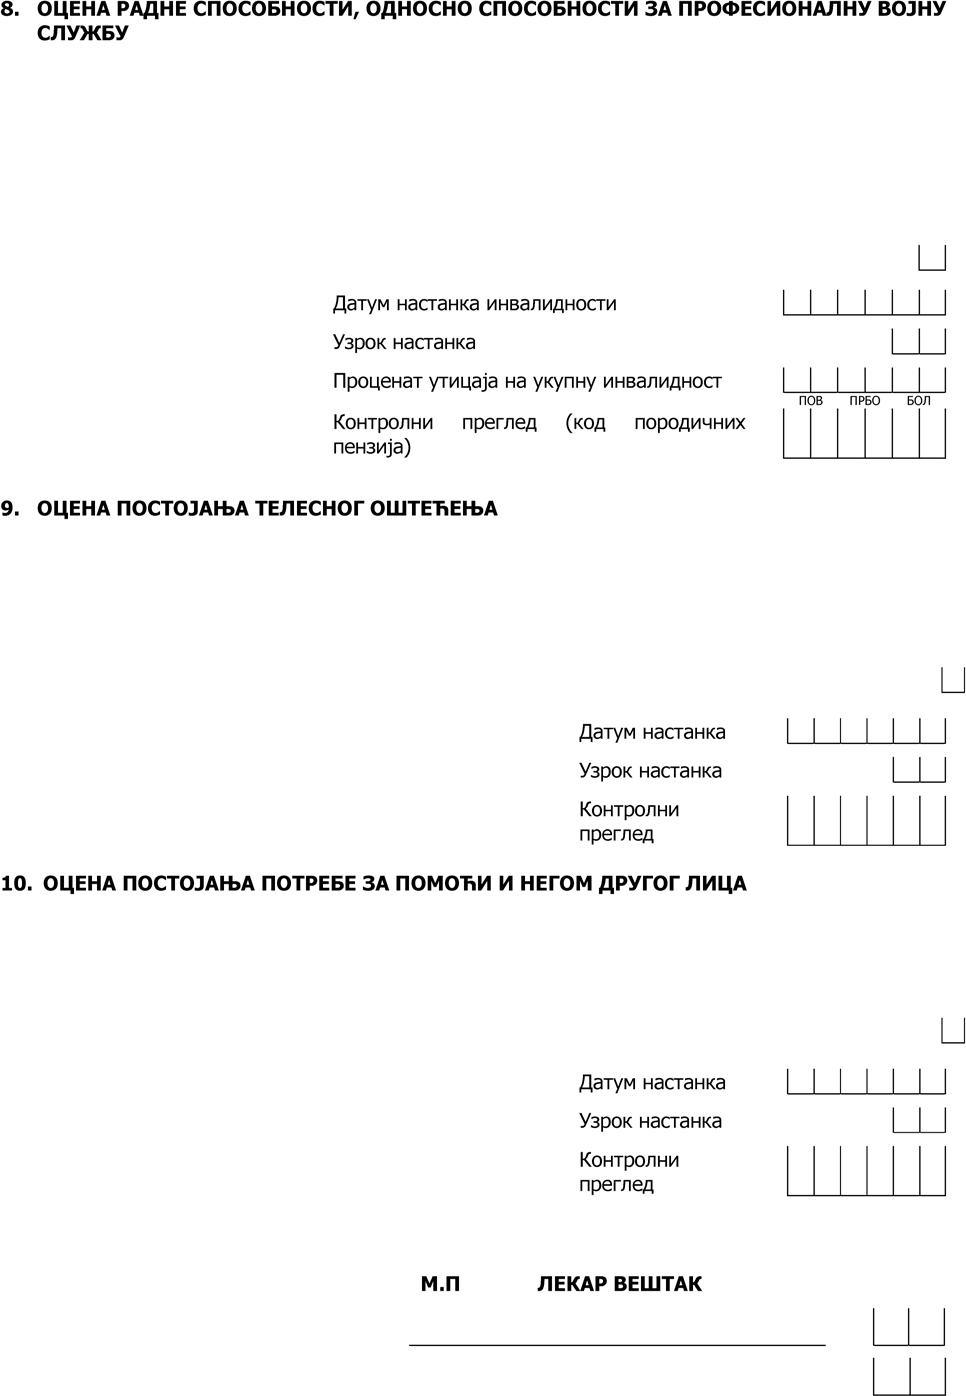 8. ОЦЕНА РАДНЕ СПОСОБНОСТИ, ОДНОСНО СПОСОБНОСТИ ЗА ПРОФЕСИОНАЛНУ ВОЈНУ
СЛУЖБУ
Датум настанка инвалидности
Узрок настанка
Проценат утицаја на укупну инвалидност
ПОВ ПРБО БОЛ
Контролни преглед (код породичних
пензија)
9. ОЦЕНА ПОСТОЈАЊА ТЕЛЕСНОГ ОШТЕЋЕЊА
Датум настанка
Узрок настанка
Контролни
преглед
10. ОЦЕНА ПОСТОЈАЊА ПОТРЕБЕ ЗА ПОМОЋИ И НЕГОМ ДРУГОГ ЛИЦА
Датум настанка
Узрок настанка
Контролни
преглед
М.П ЛЕКАР ВЕШТАК